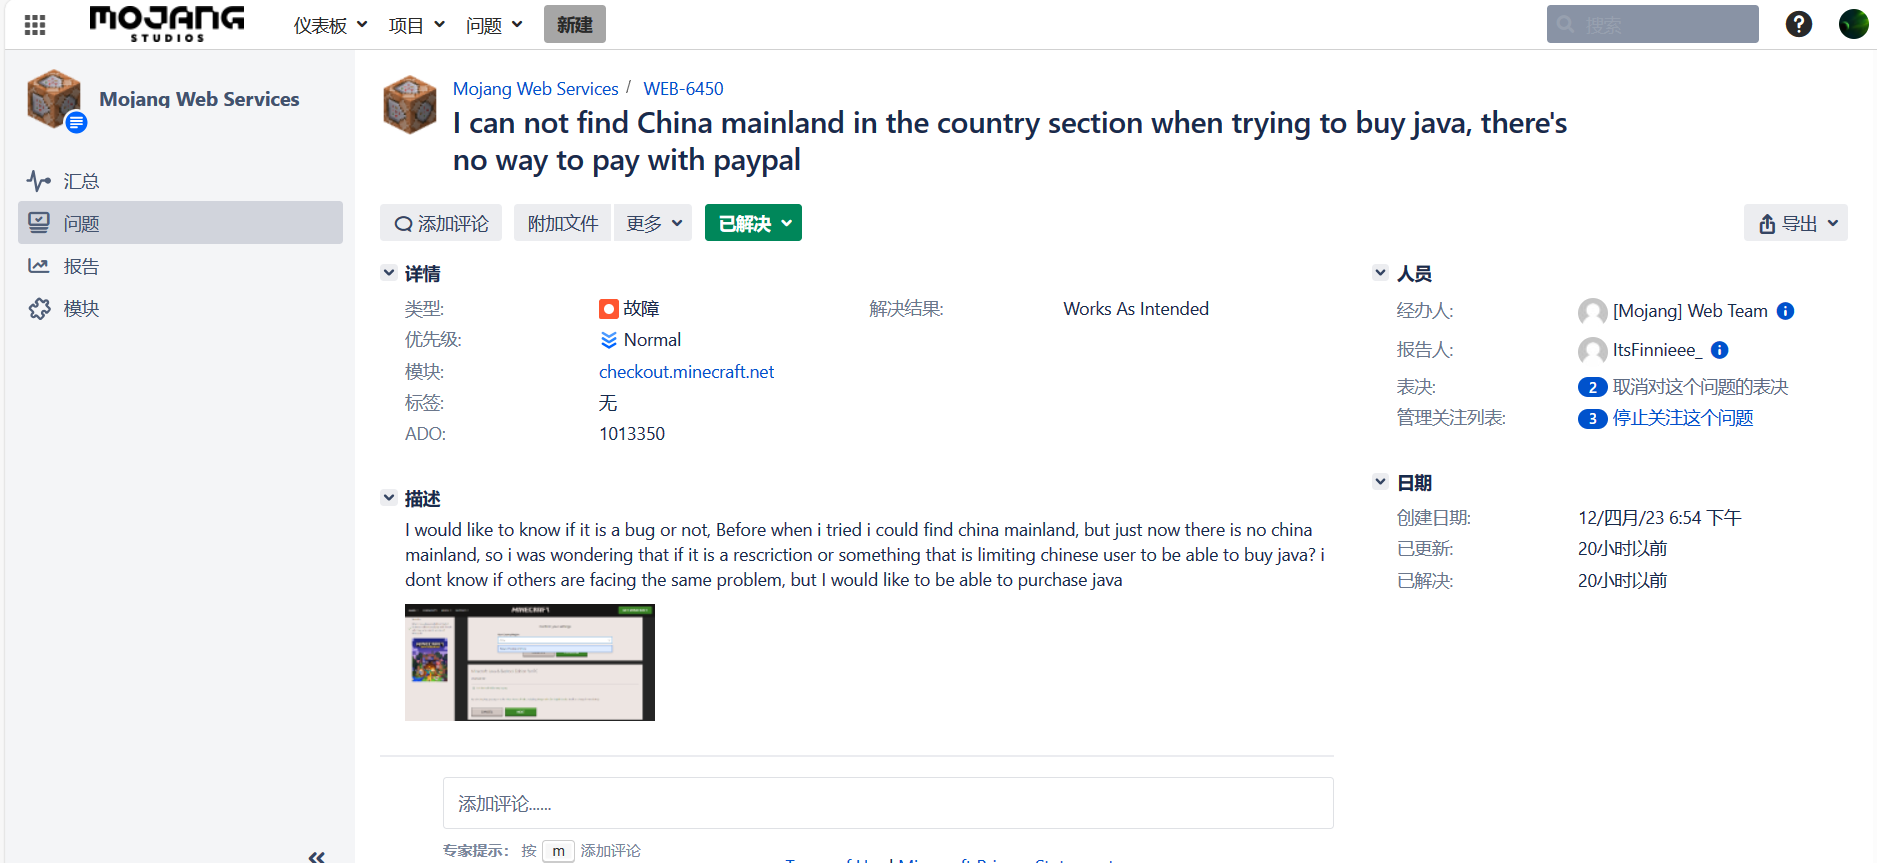 MOJANG
STUDIOS
仪表板 项目 问题 新建
搜索
Mojang Web Services
汇总
问题
报告
模块
Mojang Web Services / WEB-6450
I can not find China mainland in the country section when trying to buy java, there's
no way to pay with paypal
添加评论 附加文件 更多 已解决 导出
详情
类型: 故障 解决结果: Works As Intended
优先级: Normal
模块: checkout.minecraft.net
标签: 无
ADO: 1013350
人员
经办人: [Mojang] Web Team
报告人: ItsFinnieee_
表决: 2 取消对这个问题的表决
管理关注列表: 3 停止关注这个问题
描述
I would like to know if it is a bug or not, Before when i tried i could find china mainland, but just now there is no china
mainland, so i was wondering that if it is a rescriction or something that is limiting chinese user to be able to buy java? i
dont know if others are facing the same problem, but I would like to be able to purchase java
MINECRAFT
日期
创建日期: 12/四月/23 6:54 下午
已更新: 20小时以前
已解决: 20小时以前
添加评论......
专家提示: 按 m 添加评论